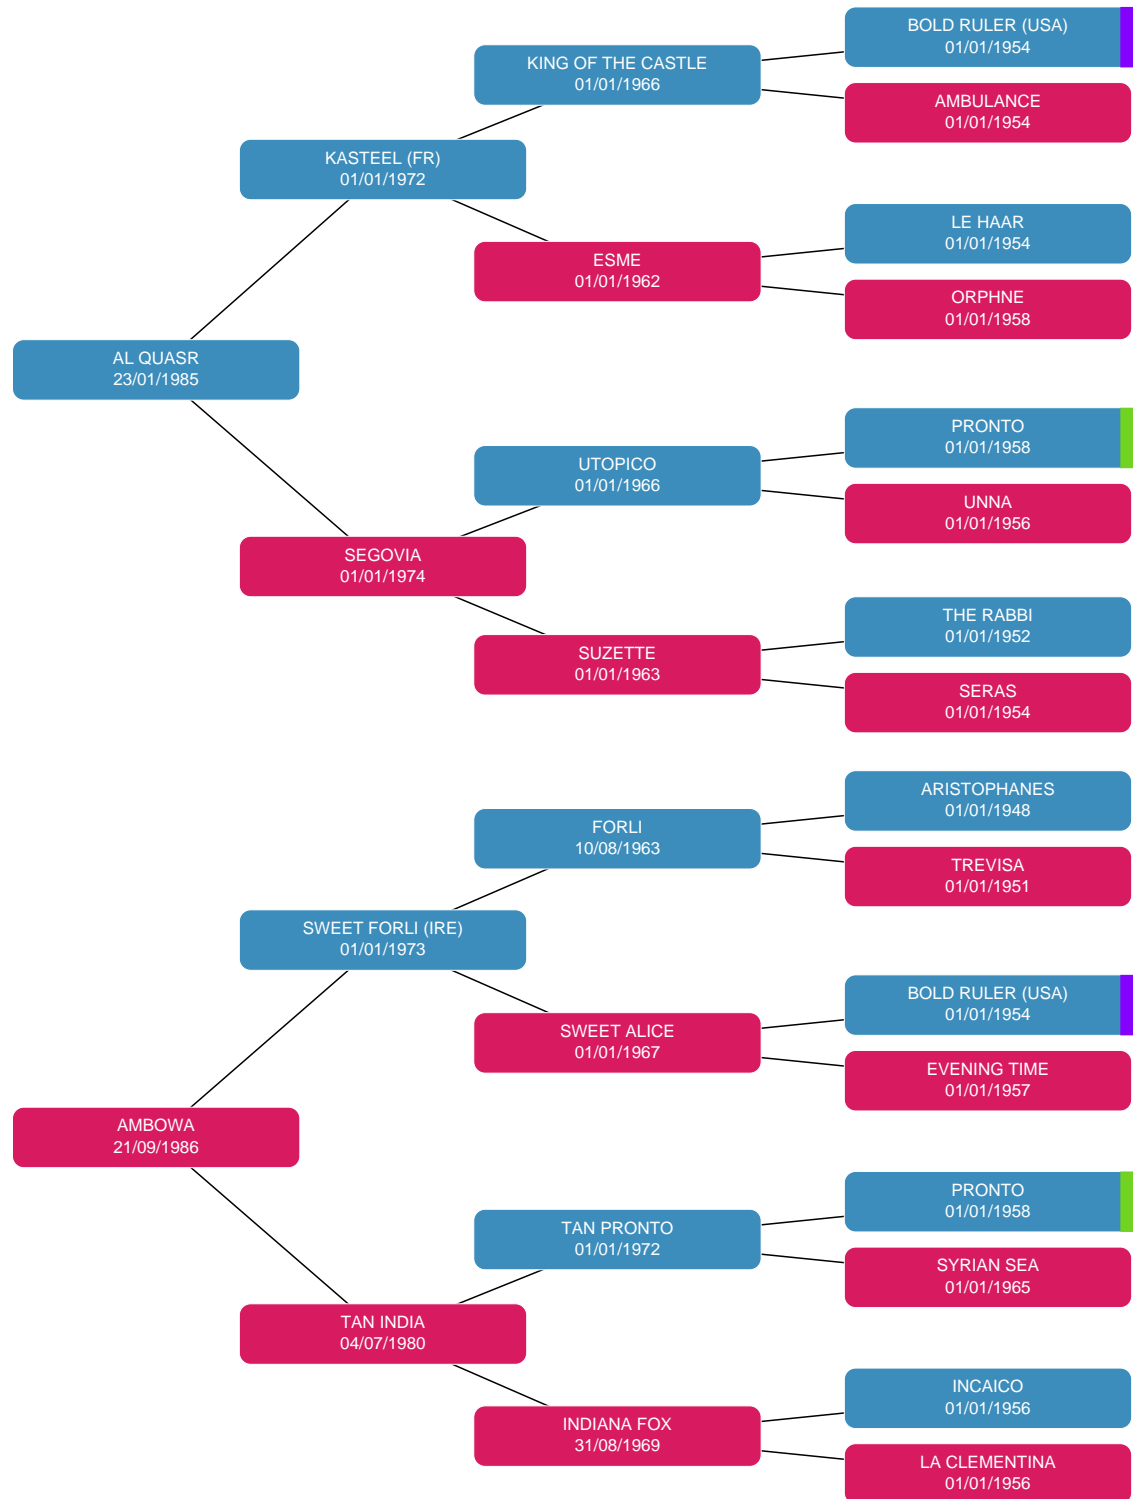 BOLD RULER (USA)
01/01/1954
KING OF THE CASTLE
01/01/1966
AMBULANCE
01/01/1954
KASTEEL (FR)
01/01/1972
LE HAAR
01/01/1954
ESME
01/01/1962
ORPHNE
01/01/1958
AL QUASR
23/01/1985
PRONTO
01/01/1958
UTOPICO
01/01/1966
UNNA
01/01/1956
SEGOVIA
01/01/1974
THE RABBI
01/01/1952
SUZETTE
01/01/1963
SERAS
01/01/1954
ARISTOPHANES
01/01/1948
FORLI
10/08/1963
TREVISA
01/01/1951
SWEET FORLI (IRE)
01/01/1973
BOLD RULER (USA)
01/01/1954
SWEET ALICE
01/01/1967
EVENING TIME
01/01/1957
AMBOWA
21/09/1986
PRONTO
01/01/1958
TAN PRONTO
01/01/1972
SYRIAN SEA
01/01/1965
TAN INDIA
04/07/1980
INCAICO
01/01/1956
INDIANA FOX
31/08/1969
LA CLEMENTINA
01/01/1956